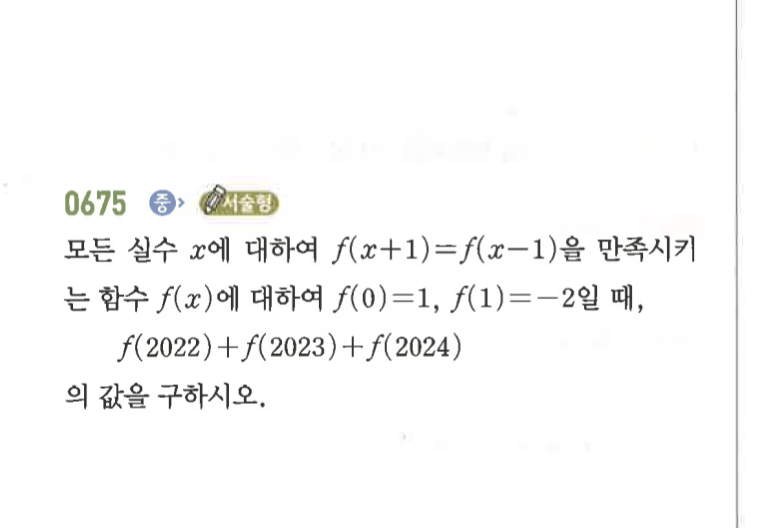 0675 중 서술형
모든 실수 x에 대하여 f(x+1)=f(x-1)을 만족시키
는 함수 f(x)에 대하여 f(0)=1, f(1)=-2일 때,
f(2022)+f(2023)+f(2024)
의 값을 구하시오.